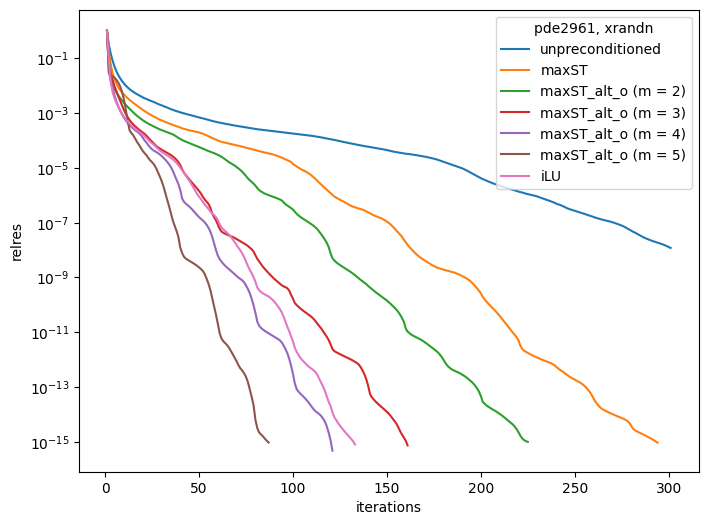 pde2961, xrandn
unpreconditioned
maxST
maxST_alt_o (m = 2)
maxST_alt_o (m = 3)
maxST_alt_o (m = 4)
maxST_alt_o (m = 5)
iLU
relres
10⁻¹
10⁻³
10⁻⁵
10⁻⁷
10⁻⁹
10⁻¹¹
10⁻¹³
10⁻¹⁵
0 50 100 150 200 250 300
iterations